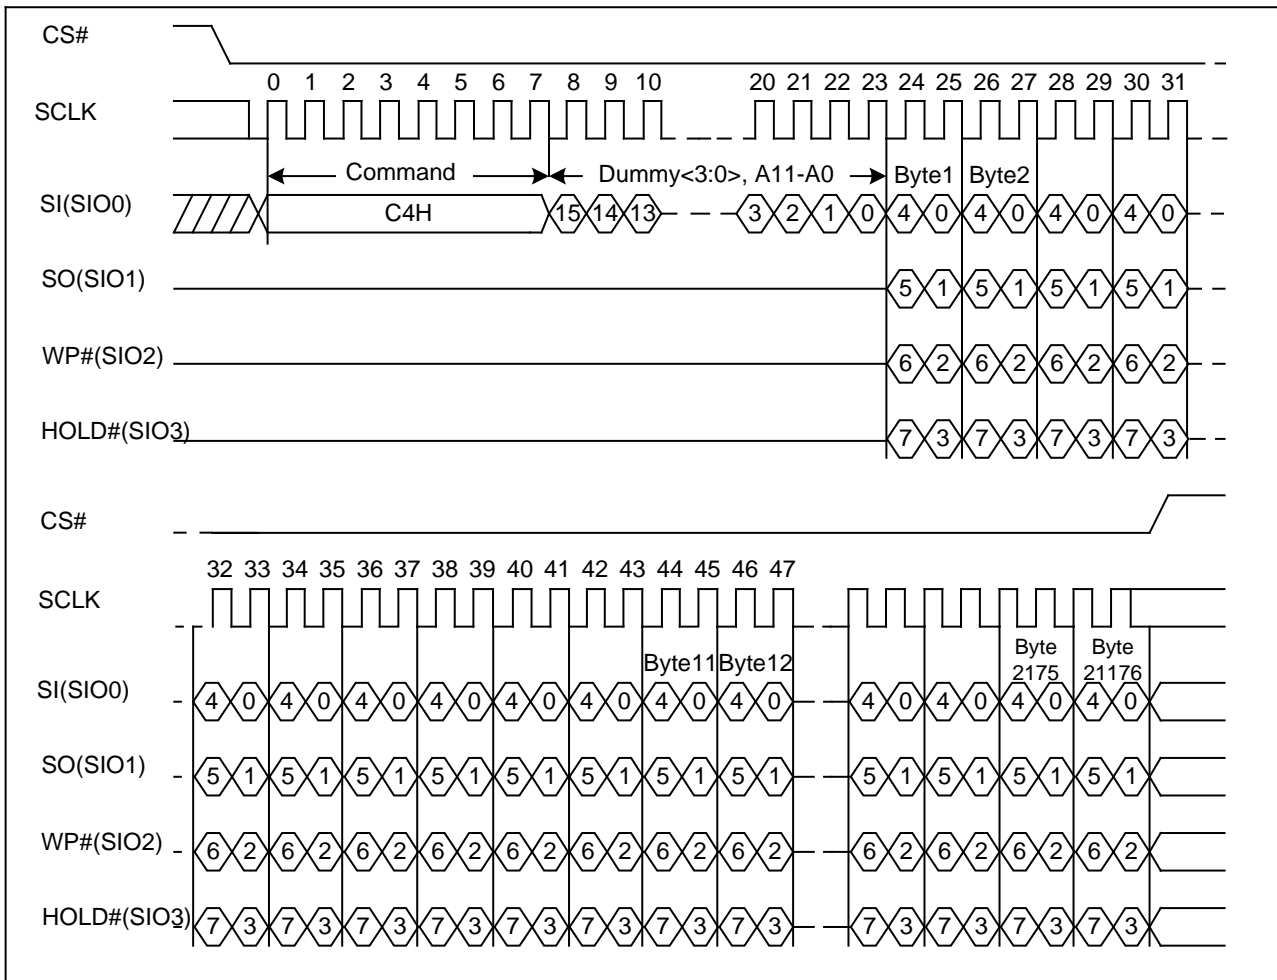 CS#
0 1 2 3 4 5 6 7 8 9 10 20 21 22 23 24 25 26 27 28 29 30 31
SCLK
Command Dummy<3:0>, A11-A0 Byte1 Byte2
SI(SIO0) C4H 15 14 13 3 2 1 0 4 0 4 0 4 0 4 0
SO(SIO1) 5 1 5 1 5 1 5 1
WP#(SIO2) 6 2 6 2 6 2 6 2
HOLD#(SIO3) 7 3 7 3 7 3 7 3
CS#
32 33 34 35 36 37 38 39 40 41 42 43 44 45 46 47
SCLK
Byte11 Byte12 Byte 2175 Byte 21176
SI(SIO0) 4 0 4 0 4 0 4 0 4 0 4 0 4 0 4 0 4 0 4 0 4 0 4 0
SO(SIO1) 5 1 5 1 5 1 5 1 5 1 5 1 5 1 5 1 5 1 5 1 5 1 5 1
WP#(SIO2) 6 2 6 2 6 2 6 2 6 2 6 2 6 2 6 2 6 2 6 2 6 2 6 2
HOLD#(SIO3) 7 3 7 3 7 3 7 3 7 3 7 3 7 3 7 3 7 3 7 3 7 3 7 3